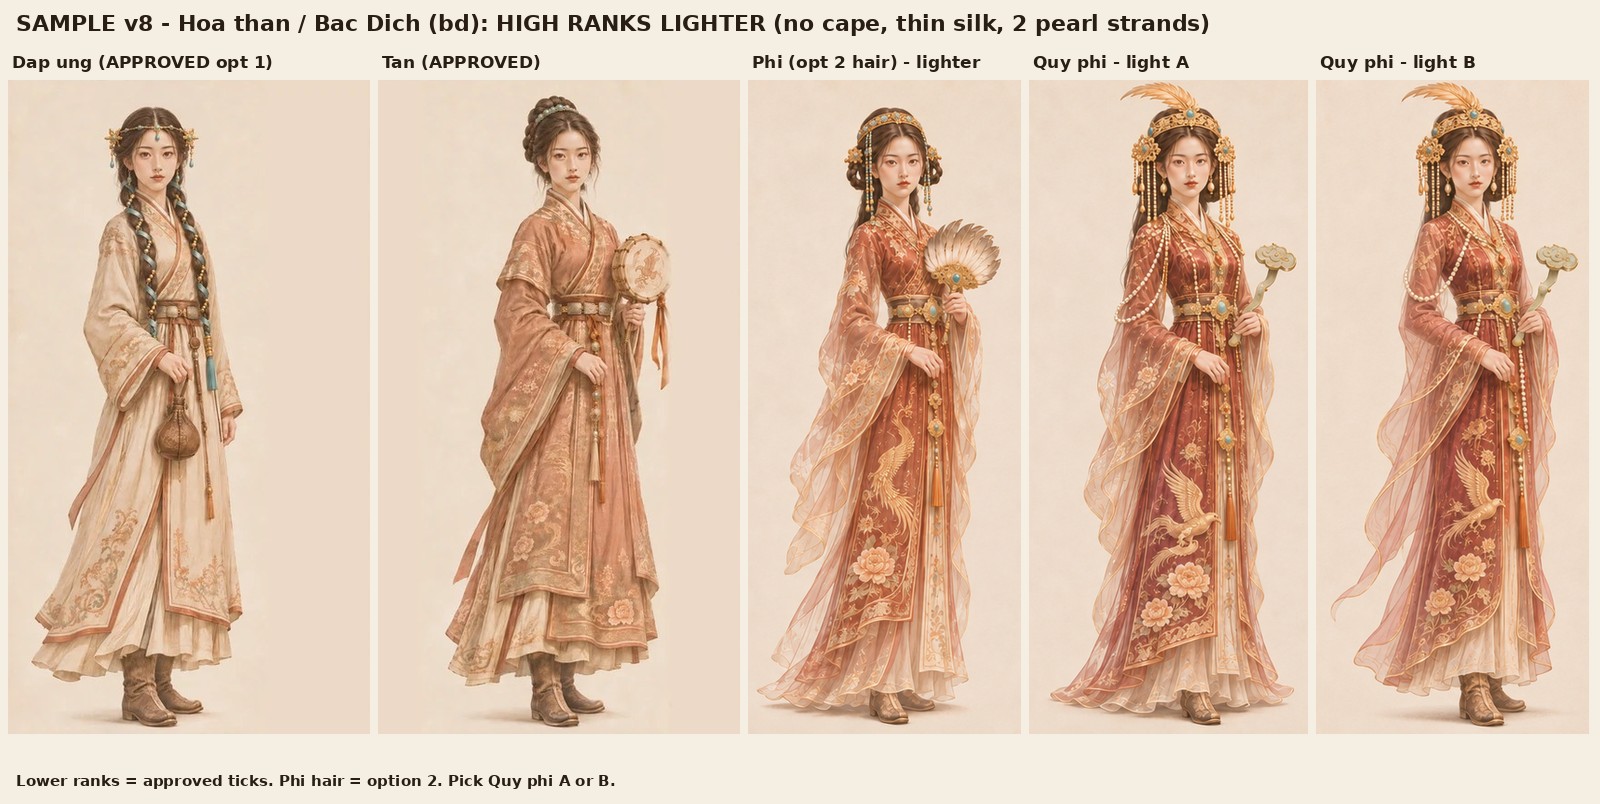 SAMPLE v8 - Hoa than / Bac Dich (bd): HIGH RANKS LIGHTER (no cape, thin silk, 2 pearl strands)
Dap ung (APPROVED opt 1)
Tan (APPROVED)
Phi (opt 2 hair) - lighter
Quy phi - light A
Quy phi - light B
Lower ranks = approved ticks. Phi hair = option 2. Pick Quy phi A or B.